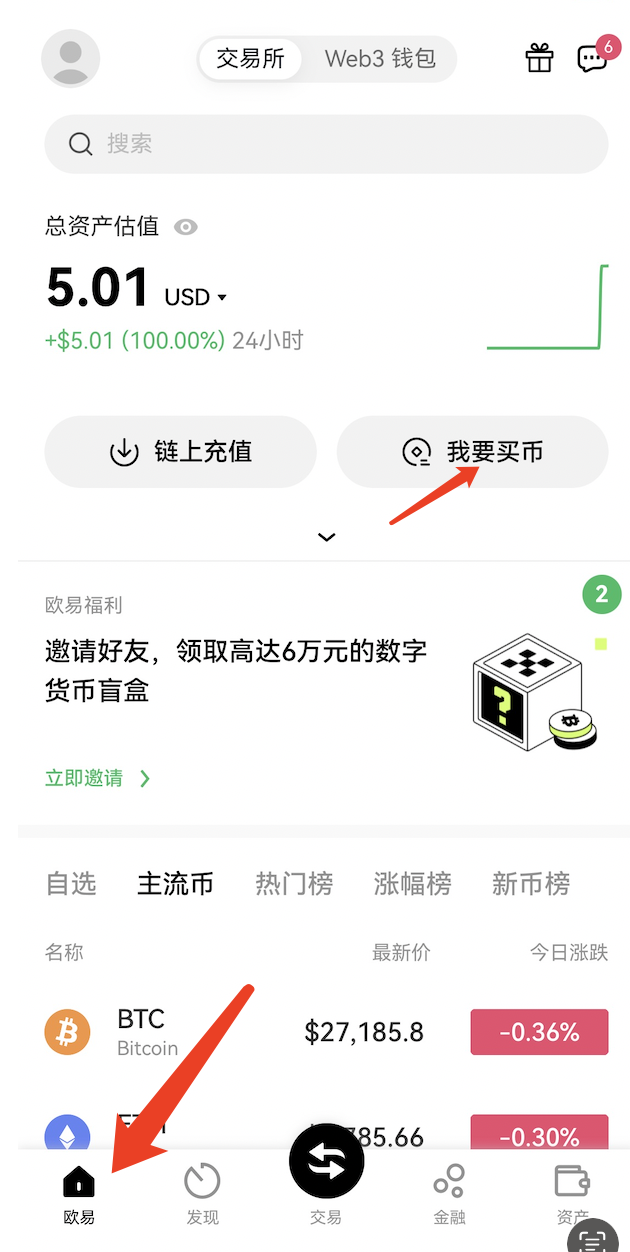 交易所 Web3 钱包 6
搜索
总资产估值
5.01 USD
+$5.01 (100.00%) 24小时
链上充值 我要买币
欧易福利 2
邀请好友，领取高达6万元的数字
货币盲盒
?
立即邀请
自选 主流币 热门榜 涨幅榜 新币榜
名称 最新价 今日涨跌
BTC $27,185.8 -0.36%
Bitcoin
85.66 -0.30%
欧易 发现 交易 金融 资产